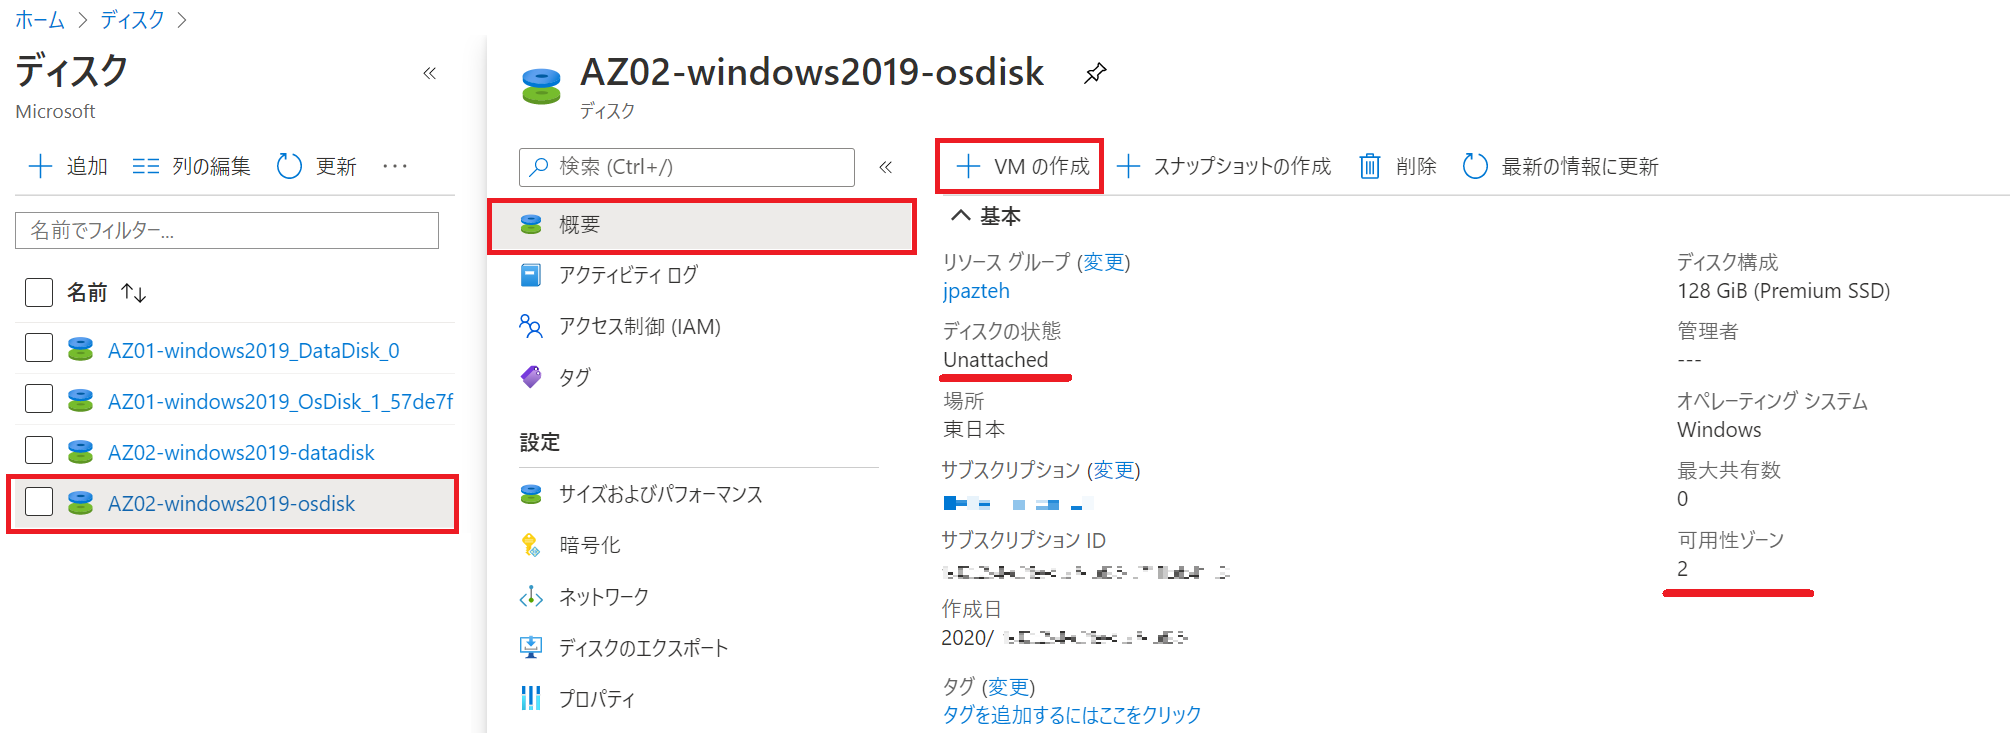 ホーム > ディスク >
ディスク
Microsoft
«
＋ 追加 列の編集 更新 ···
名前でフィルター...
名前 ↑↓
AZ01-windows2019_DataDisk_0
AZ01-windows2019_OsDisk_1_57de7f
AZ02-windows2019-datadisk
AZ02-windows2019-osdisk
AZ02-windows2019-osdisk
ディスク
検索 (Ctrl+/)
«
概要
アクティビティ ログ
アクセス制御 (IAM)
タグ
設定
サイズおよびパフォーマンス
暗号化
ネットワーク
ディスクのエクスポート
プロパティ
＋ VM の作成 ＋ スナップショットの作成 削除 最新の情報に更新
基本
リソース グループ (変更)
jpazteh
ディスクの状態
Unattached
場所
東日本
サブスクリプション (変更)
サブスクリプション ID
作成日
2020/
タグ (変更)
タグを追加するにはここをクリック
ディスク構成
128 GiB (Premium SSD)
管理者
---
オペレーティング システム
Windows
最大共有数
0
可用性ゾーン
2